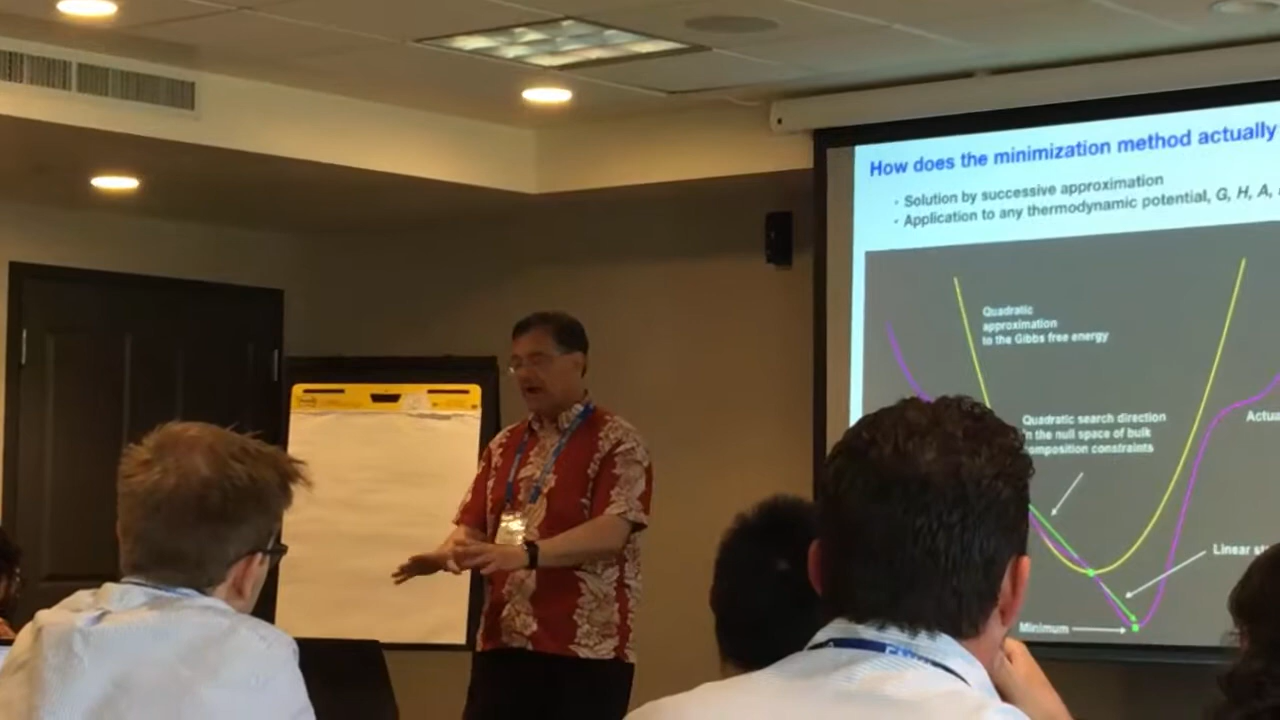 How does the minimization method actually
• Solution by successive approximation
• Application to any thermodynamic potential, G, H, A,
Quadratic
approximation
to the Gibbs free energy
Quadratic search direction
in the null space of bulk
composition constraints
Linear
Minimum